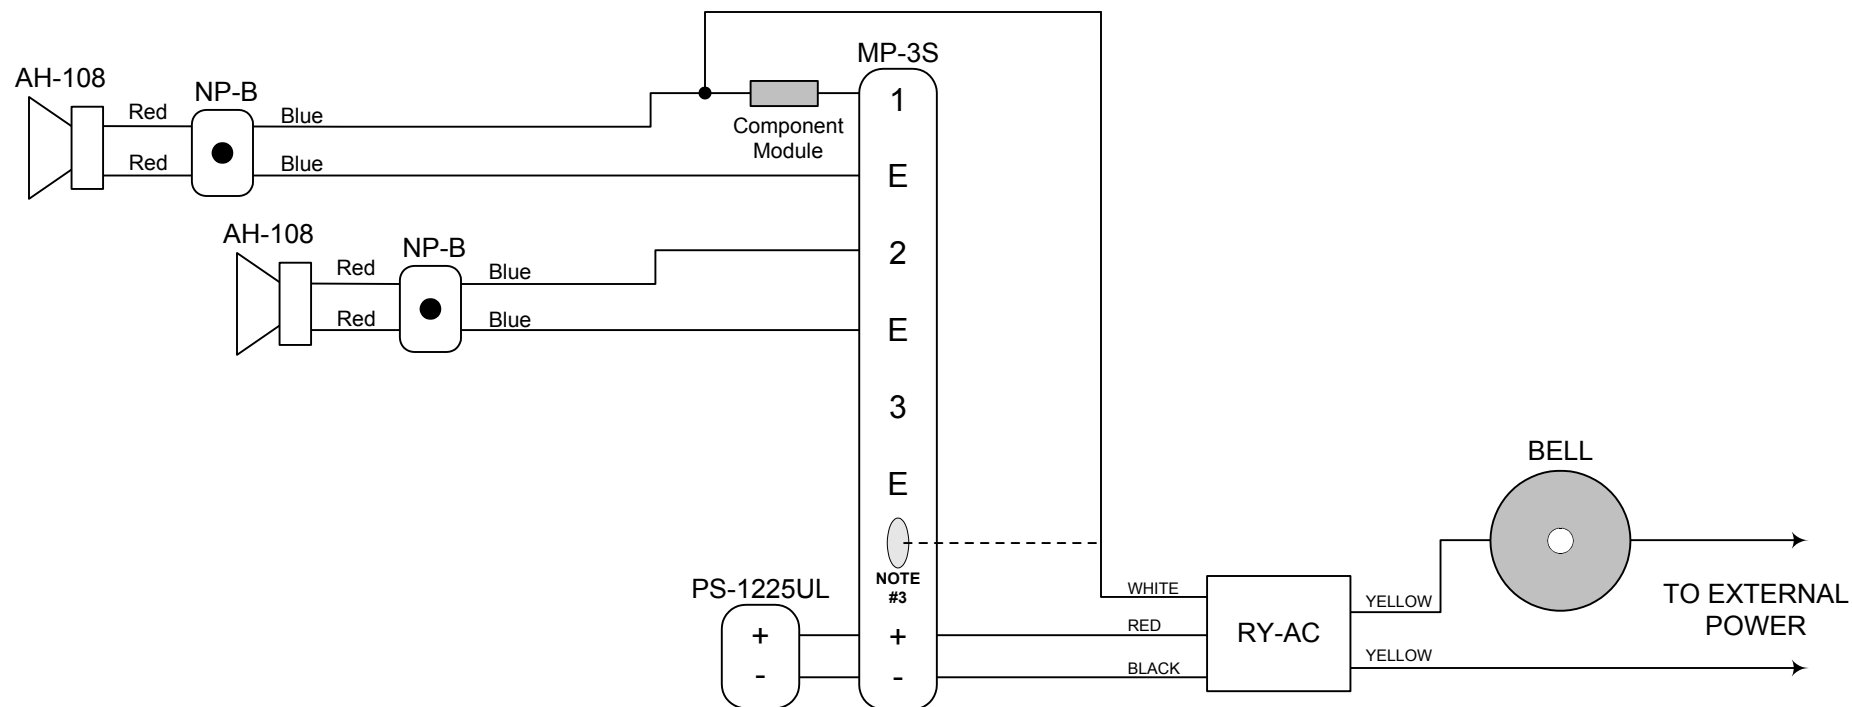 MP-3S
AH-108
NP-B
Red
Blue
1
Component
Module
Red
Blue
E
AH-108
NP-B
Red
Blue
2
Red
Blue
E
3
E
BELL
NOTE
#3
PS-1225UL
WHITE
YELLOW
TO EXTERNAL
POWER
+
+
RED
RY-AC
-
-
BLACK
YELLOW